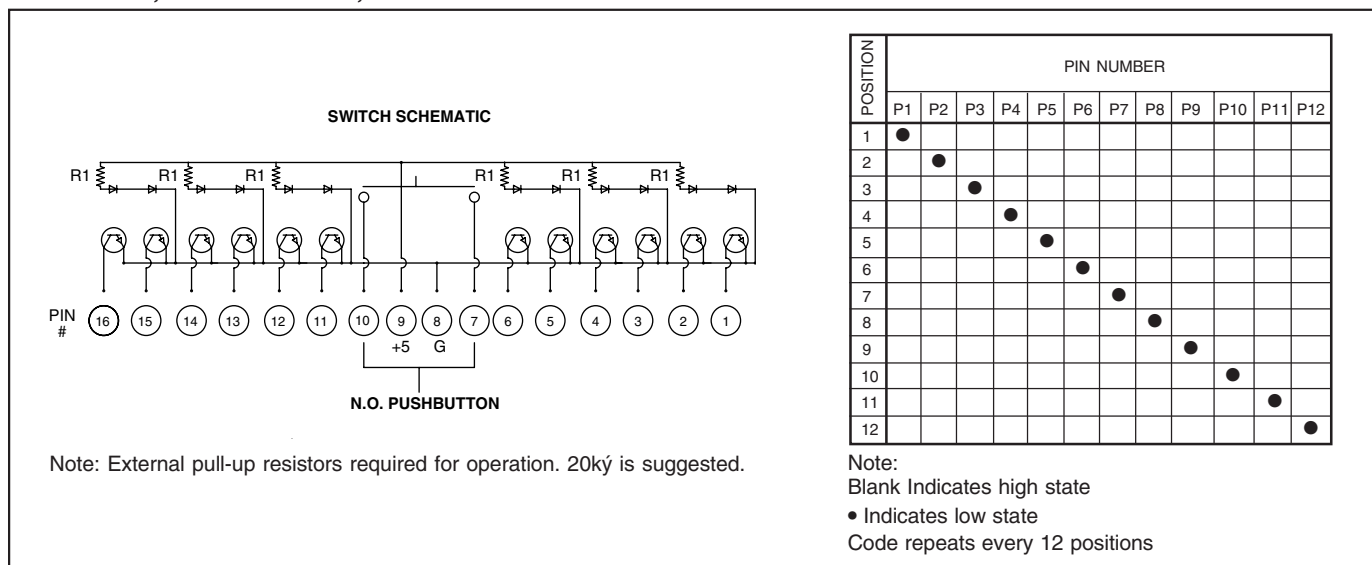 SWITCH SCHEMATIC
R1 R1 R1 R1 R1 R1
PIN # 16 15 14 13 12 11 10 9 8 7 6 5 4 3 2 1
+5 G
N.O. PUSHBUTTON
Note: External pull-up resistors required for operation. 20ký is suggested.
POSITION
PIN NUMBER
P1 P2 P3 P4 P5 P6 P7 P8 P9 P10 P11 P12
1 ●
2 ●
3 ●
4 ●
5 ●
6 ●
7 ●
8 ●
9 ●
10 ●
11 ●
12 ●
Note:
Blank Indicates high state
● Indicates low state
Code repeats every 12 positions